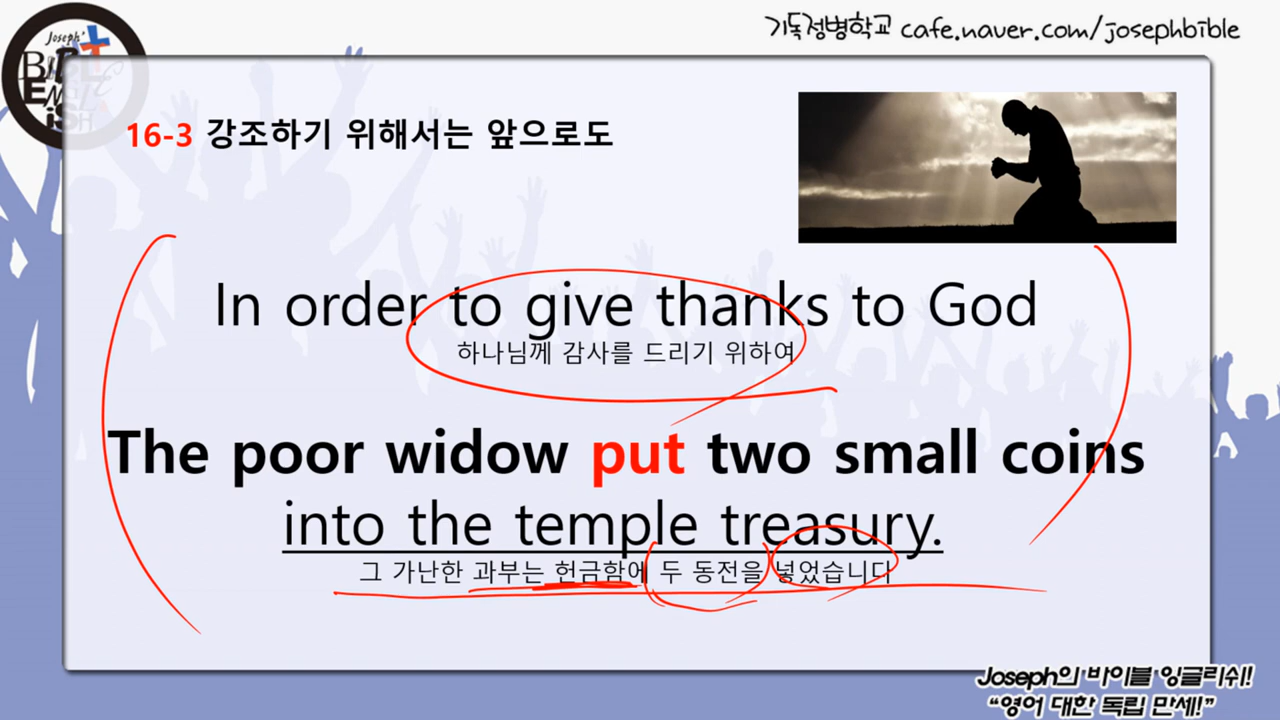 Joseph'
BIBLE
ENGLISH
기독정병학교 cafe.naver.com/josephbible
16-3 강조하기 위해서는 앞으로도
In order to give thanks to God
하나님께 감사를 드리기 위하여
The poor widow put two small coins
into the temple treasury.
그 가난한 과부는 헌금함에 두 동전을 넣었습니다
Joseph의 바이블 잉글리쉬!
“영어 대한 독립 만세!”